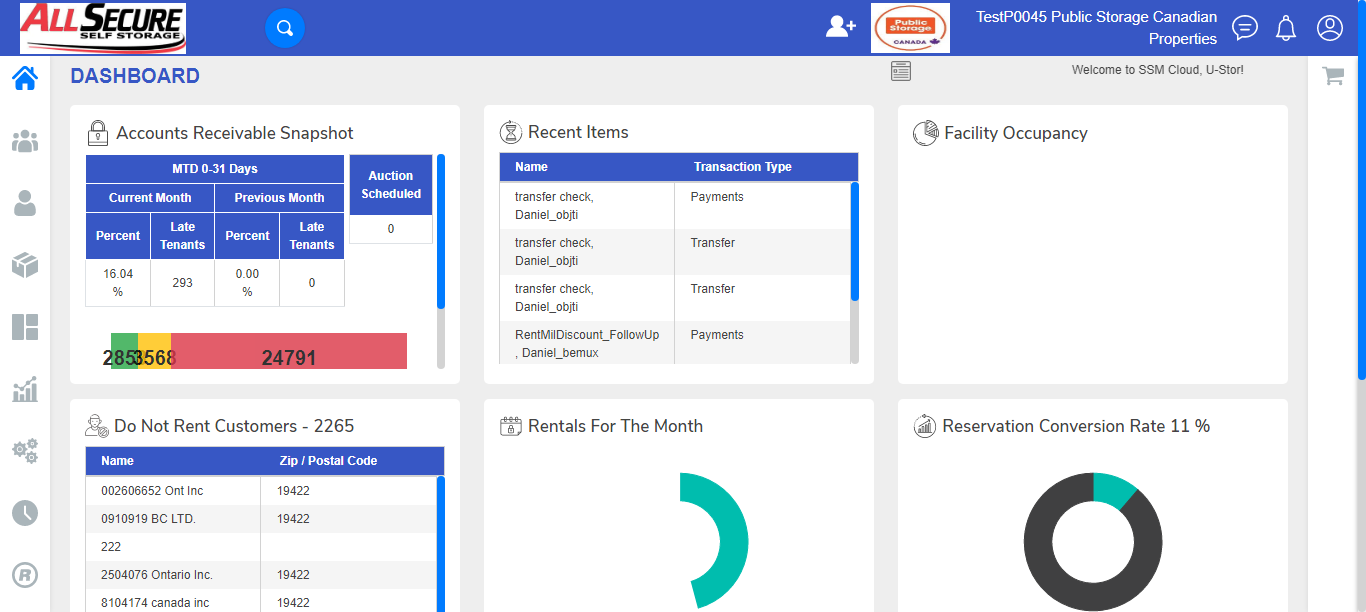 ALL SECURE
SELF STORAGE
Public
Storage
CANADA
TestP0045 Public Storage Canadian
Properties
DASHBOARD
Welcome to SSM Cloud, U-Stor!
Accounts Receivable Snapshot
MTD 0-31 Days
Current Month
Previous Month
Percent
Late
Tenants
Percent
Late
Tenants
16.04
%
293
0.00
%
0
Auction
Scheduled
0
2853568
24791
Recent Items
Name
Transaction Type
transfer check,
Daniel_objti
Payments
transfer check,
Daniel_objti
Transfer
transfer check,
Daniel_objti
Transfer
RentMilDiscount_FollowUp
, Daniel_bemux
Payments
Facility Occupancy
Do Not Rent Customers - 2265
Name
Zip / Postal Code
002606652 Ont Inc
19422
0910919 BC LTD.
19422
222
2504076 Ontario Inc.
19422
8104174 canada inc
19422
Rentals For The Month
Reservation Conversion Rate 11 %
R